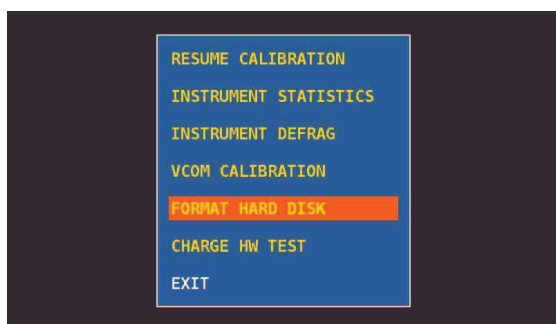 RESUME CALIBRATION
INSTRUMENT STATISTICS
INSTRUMENT DEFRAG
VCOM CALIBRATION
FORMAT HARD DISK
CHARGE HW TEST
EXIT